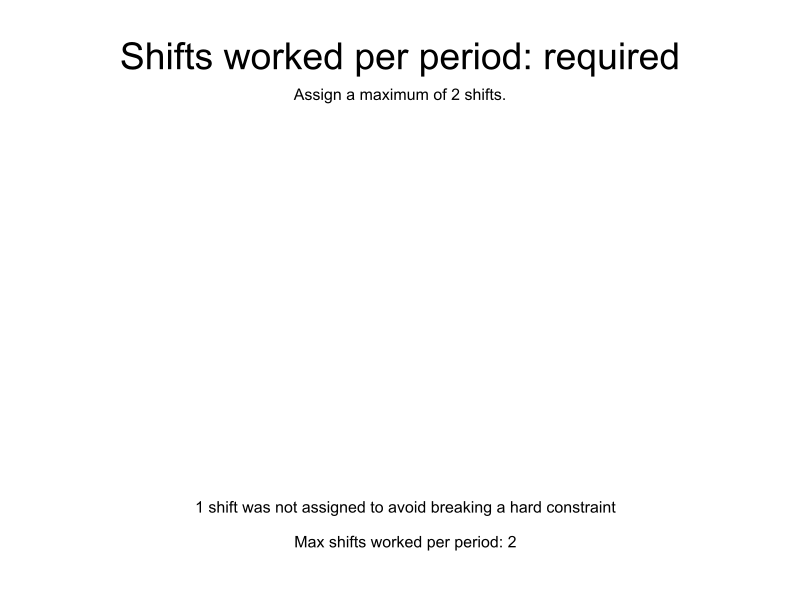 Shifts worked per period: required
Assign a maximum of 2 shifts.
1 shift was not assigned to avoid breaking a hard constraint
Max shifts worked per period: 2